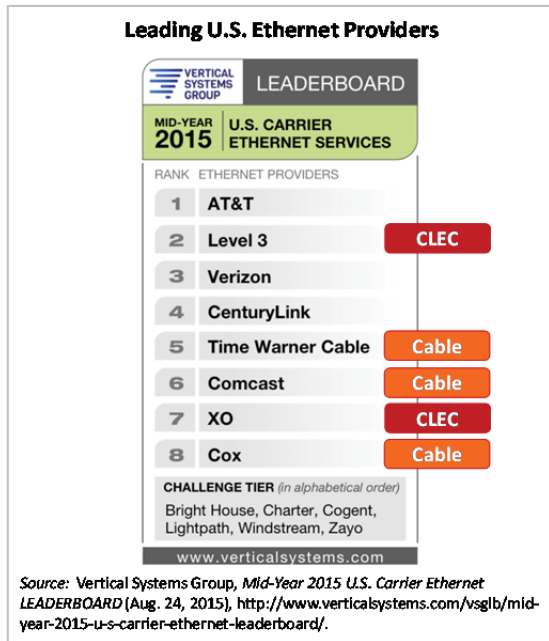 Leading U.S. Ethernet Providers
VERTICAL
SYSTEMS
GROUP
LEADERBOARD
MID-YEAR
2015
U.S. CARRIER
ETHERNET SERVICES
RANK ETHERNET PROVIDERS
1 AT&T
2 Level 3 CLEC
3 Verizon
4 CenturyLink
5 Time Warner Cable Cable
6 Comcast Cable
7 XO CLEC
8 Cox Cable
CHALLENGE TIER (in alphabetical order)
Bright House, Charter, Cogent,
Lightpath, Windstream, Zayo
www.verticalsystems.com
Source: Vertical Systems Group, Mid-Year 2015 U.S. Carrier Ethernet
LEADERBOARD (Aug. 24, 2015), http://www.verticalsystems.com/vsglb/mid-
year-2015-u-s-carrier-ethernet-leaderboard/.